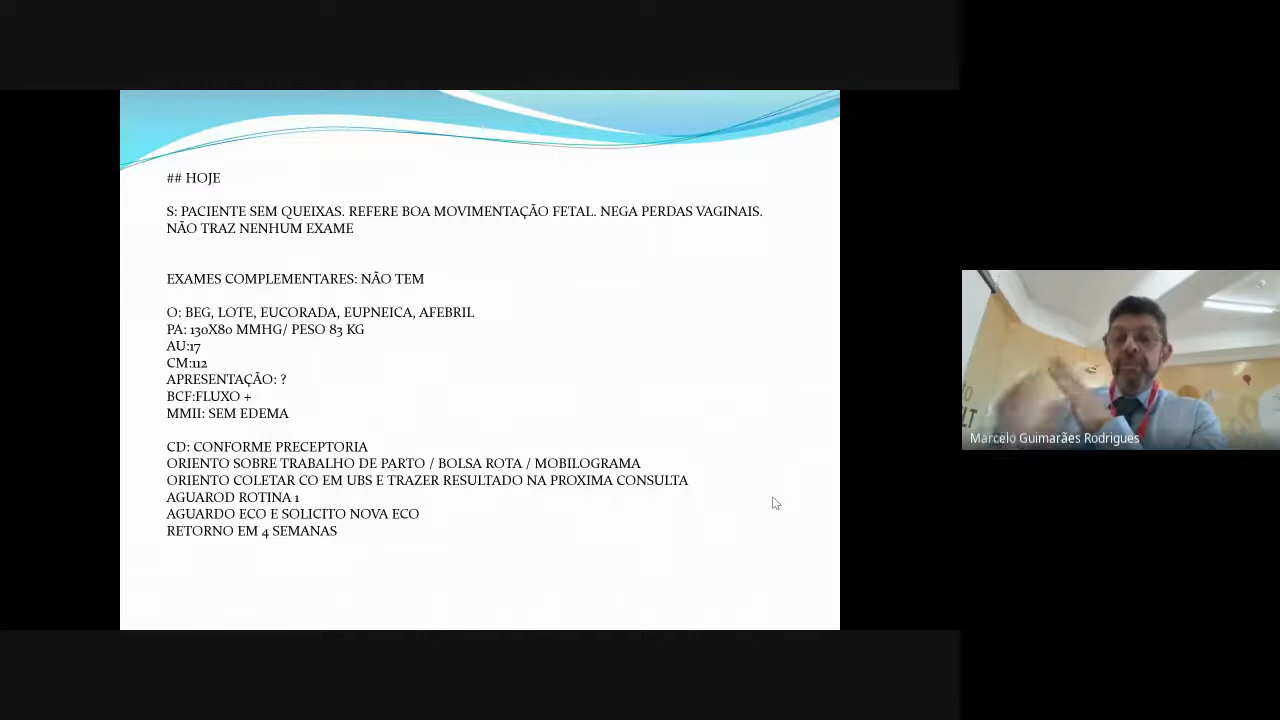 ## HOJE
S: PACIENTE SEM QUEIXAS. REFERE BOA MOVIMENTAÇÃO FETAL. NEGA PERDAS VAGINAIS.
NÃO TRAZ NENHUM EXAME
EXAMES COMPLEMENTARES: NÃO TEM
O: BEG, LOTE, EUCORADA, EUPNEICA, AFEBRIL
PA: 130X80 MMHG/ PESO 83 KG
AU:17
CM:112
APRESENTAÇÃO: ?
BCF:FLUXO +
MMII: SEM EDEMA
CD: CONFORME PRECEPTORIA
ORIENTO SOBRE TRABALHO DE PARTO / BOLSA ROTA / MOBILOGRAMA
ORIENTO COLETAR CO EM UBS E TRAZER RESULTADO NA PROXIMA CONSULTA
AGUAROD ROTINA 1
AGUARDO ECO E SOLICITO NOVA ECO
RETORNO EM 4 SEMANAS
Marcelo Guimarães Rodrigues